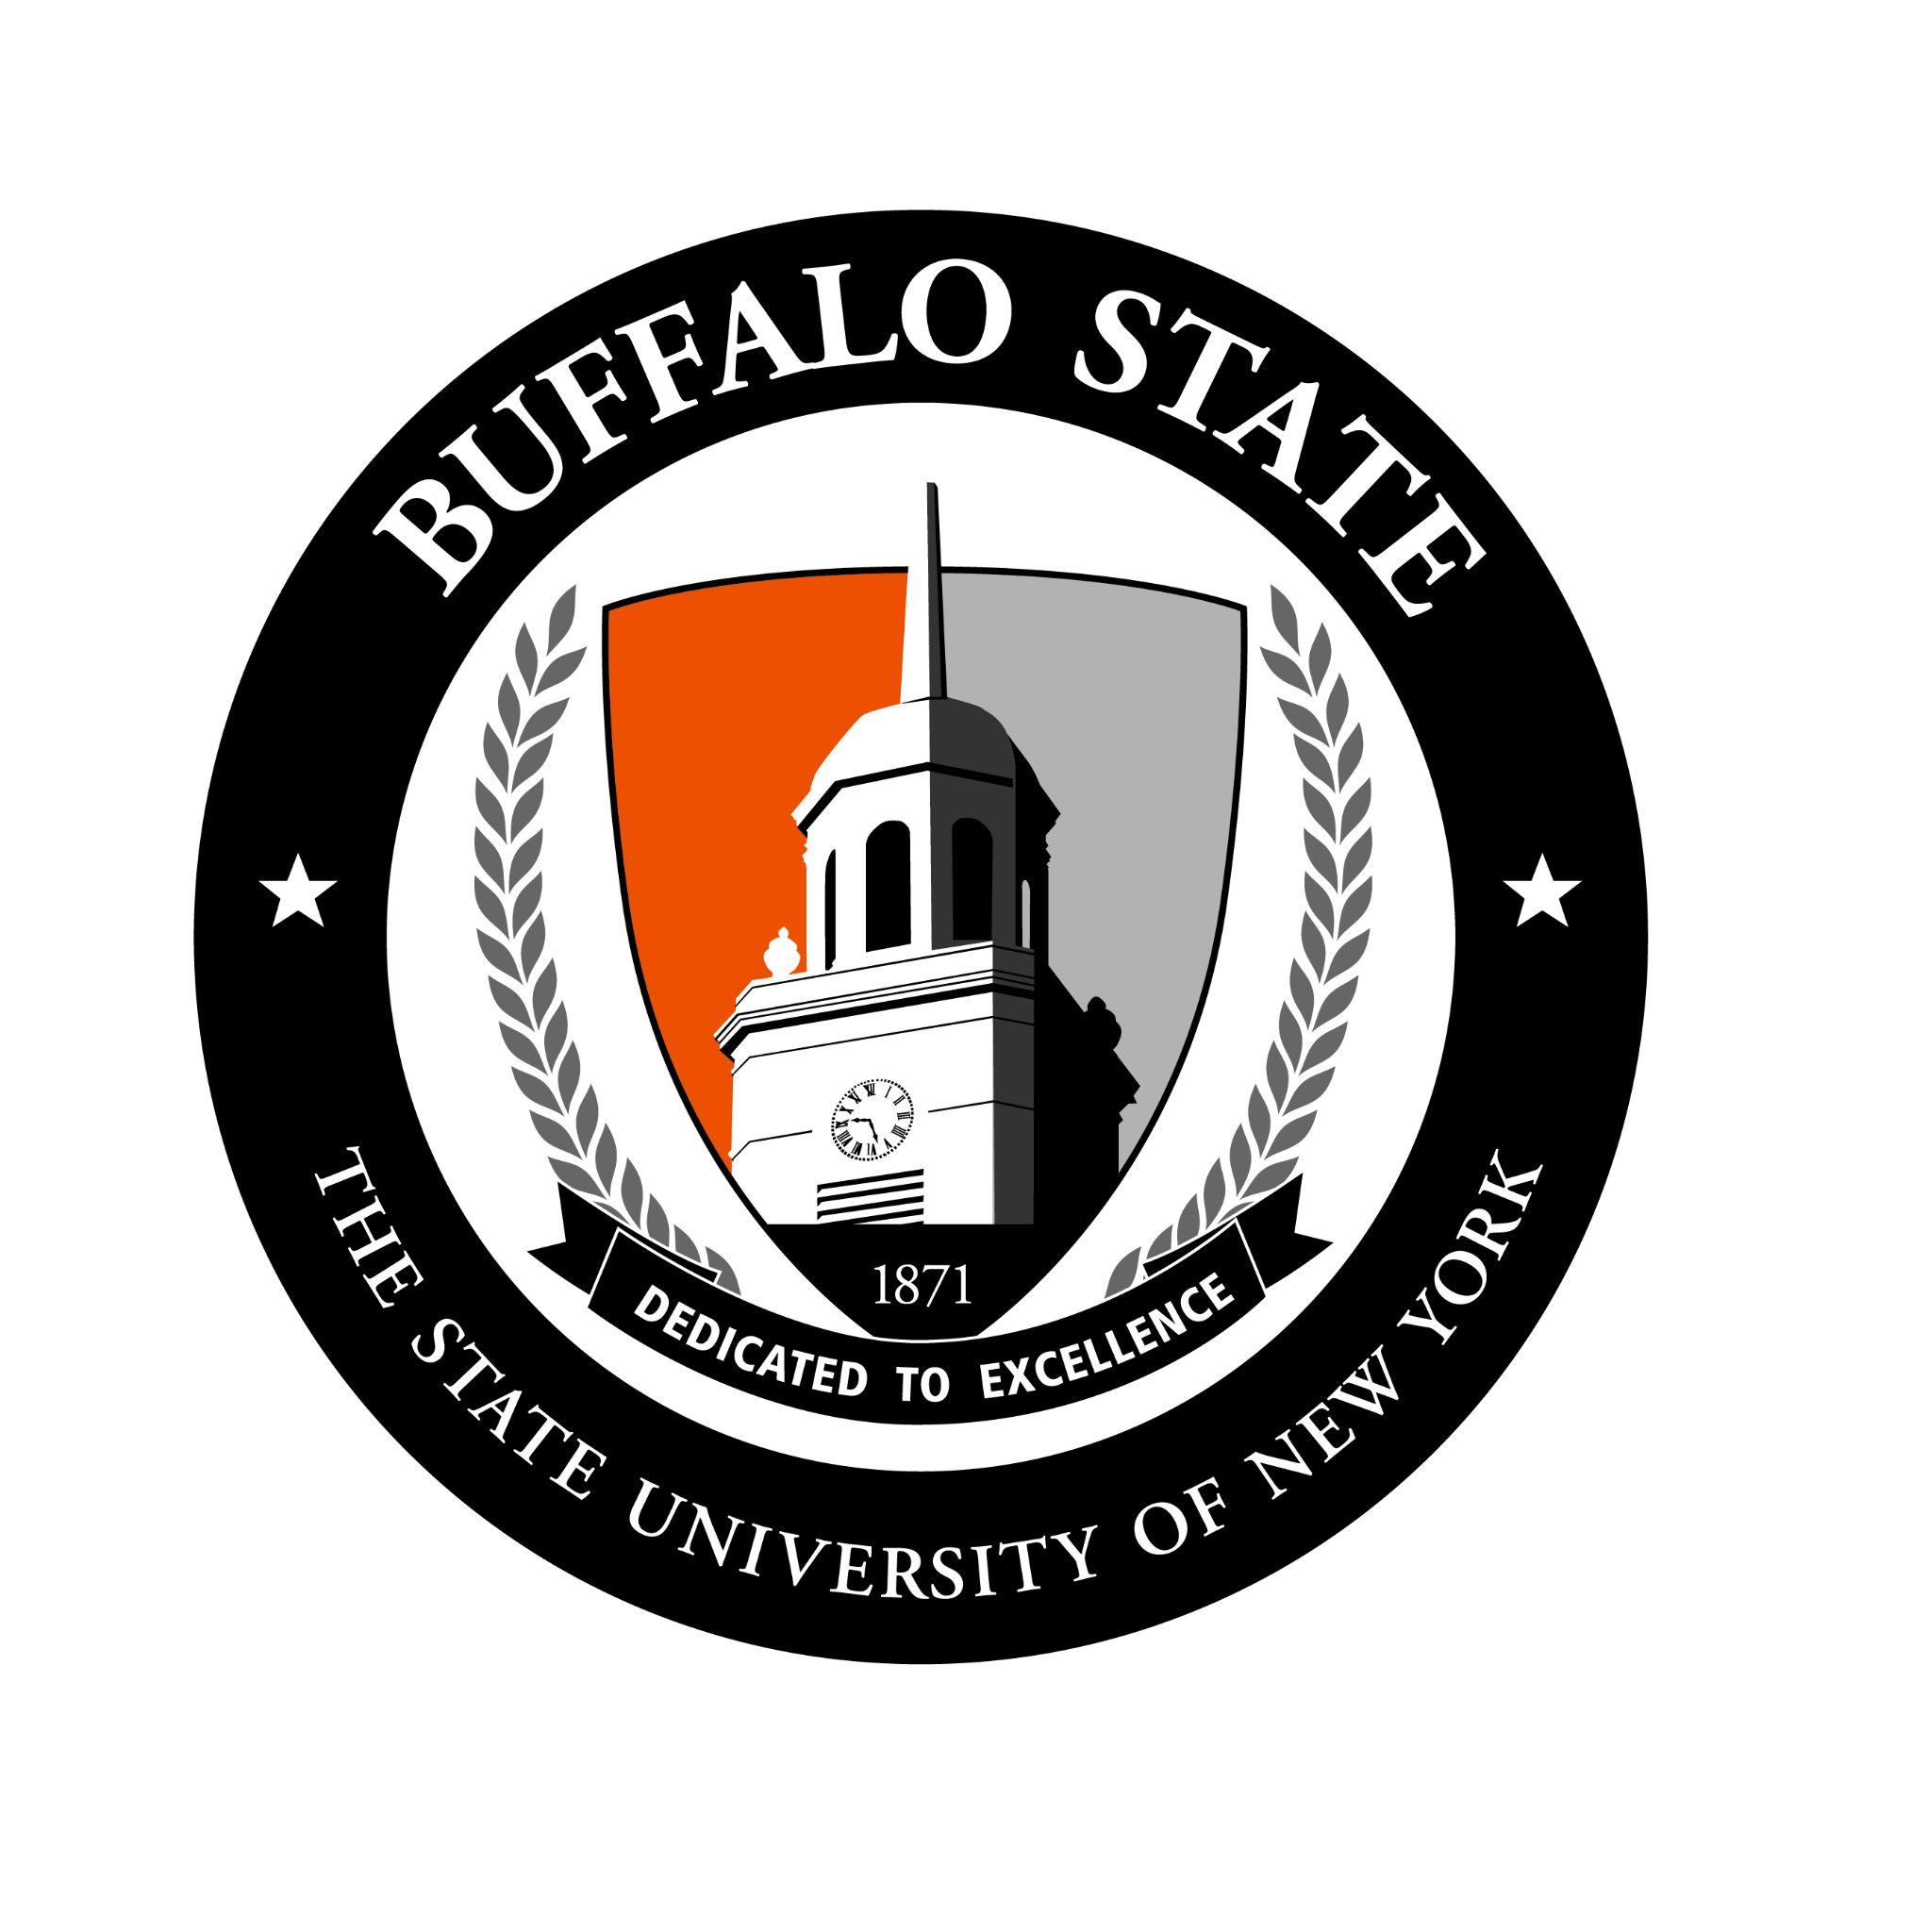 BUFFALO STATE
1871
DEDICATED TO EXCELLENCE
THE STATE UNIVERSITY OF NEW YORK